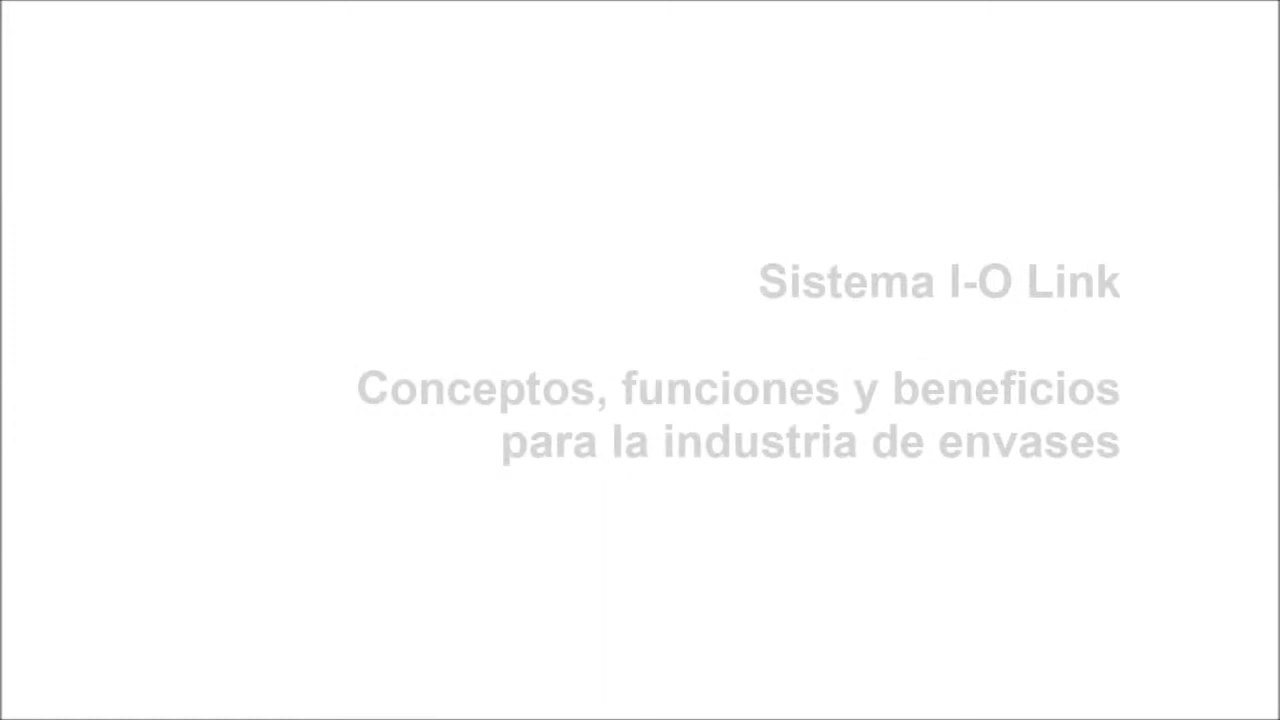 Sistema I-O Link
Conceptos, funciones y beneficios
para la industria de envases